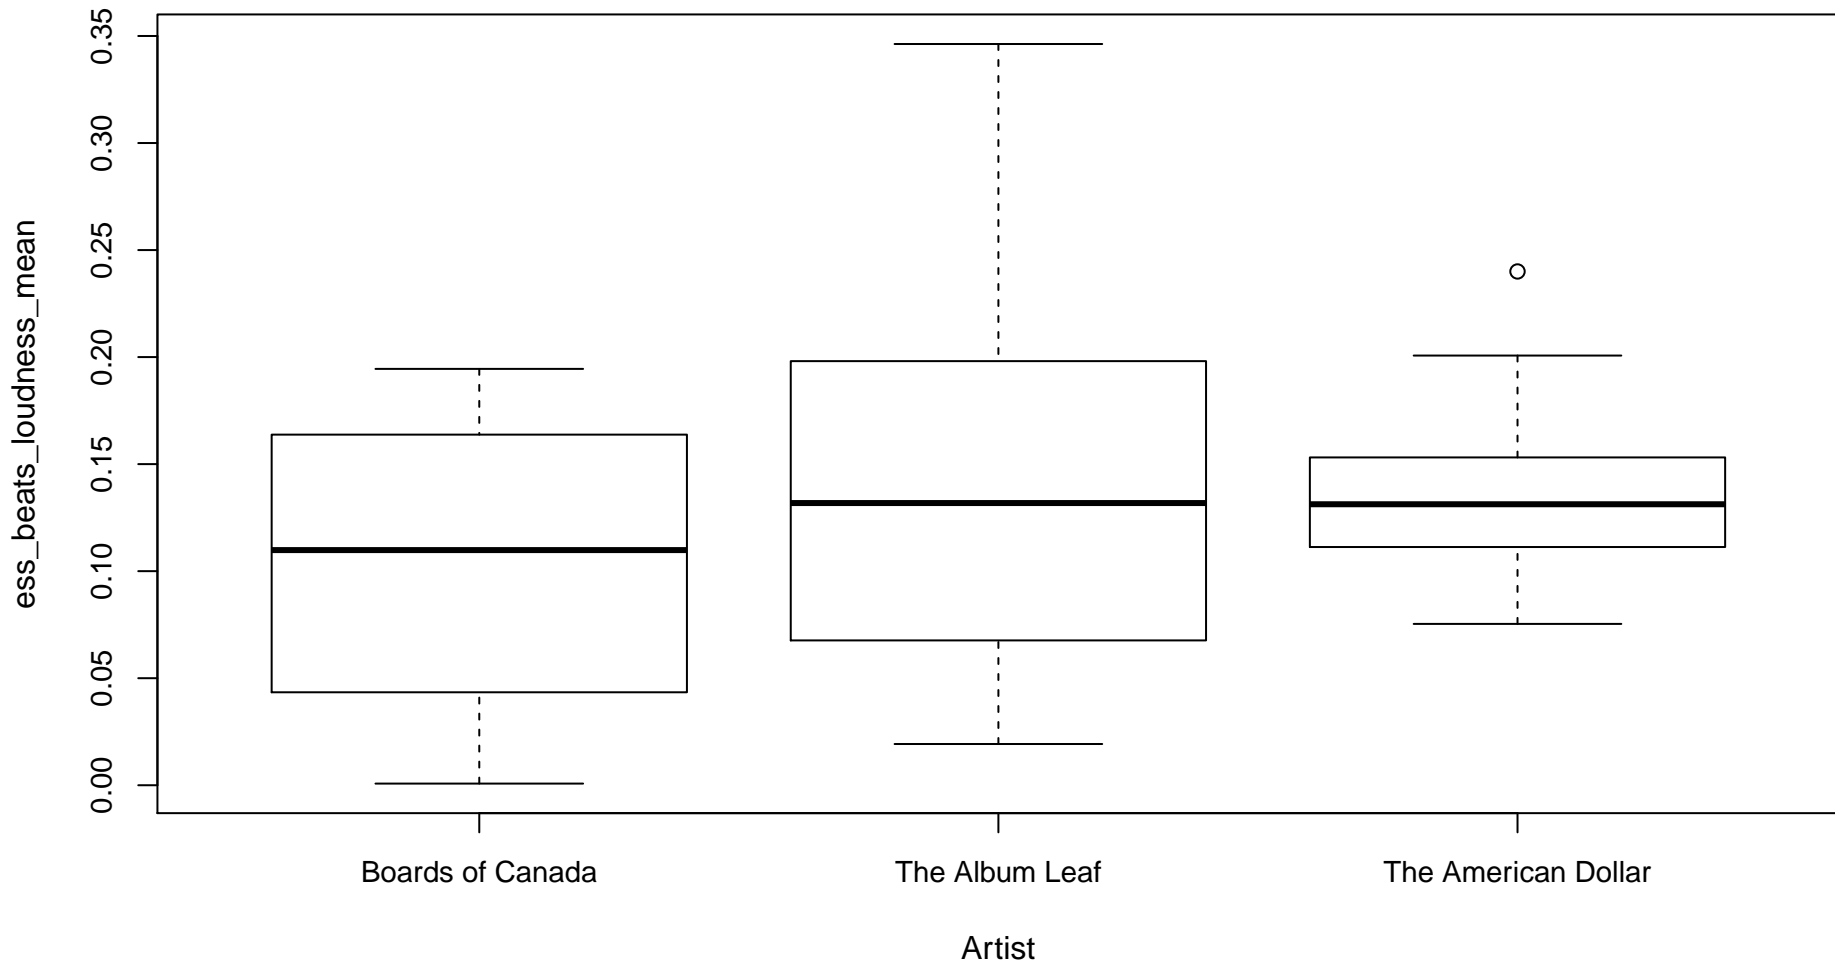 ess_beats_loudness_mean
0.35
0.30
0.25
0.20
0.15
0.10
0.05
0.00
Boards of Canada The Album Leaf The American Dollar
Artist